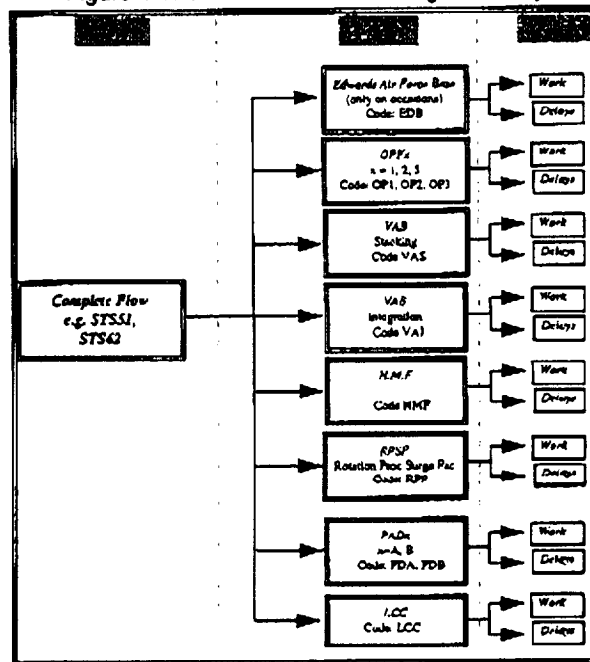 Complete Flow
e.g. STS51,
STS62
Edwards Air Force Base
(only on occasions)
Code: EDB
Work
Delays
OPFx
x = 1, 2, 3
Code: OP1, OP2, OP3
Work
Delays
VAB
Stacking
Code VAS
Work
Delays
VAB
Integration
Code VAI
Work
Delays
H.M.F
Code HMF
Work
Delays
RPSF
Rotation Proc Surge Fac
Code: RPF
Work
Delays
PADx
x=A, B
Code: PDA, PDB
Work
Delays
LCC
Code: LCC
Work
Delays